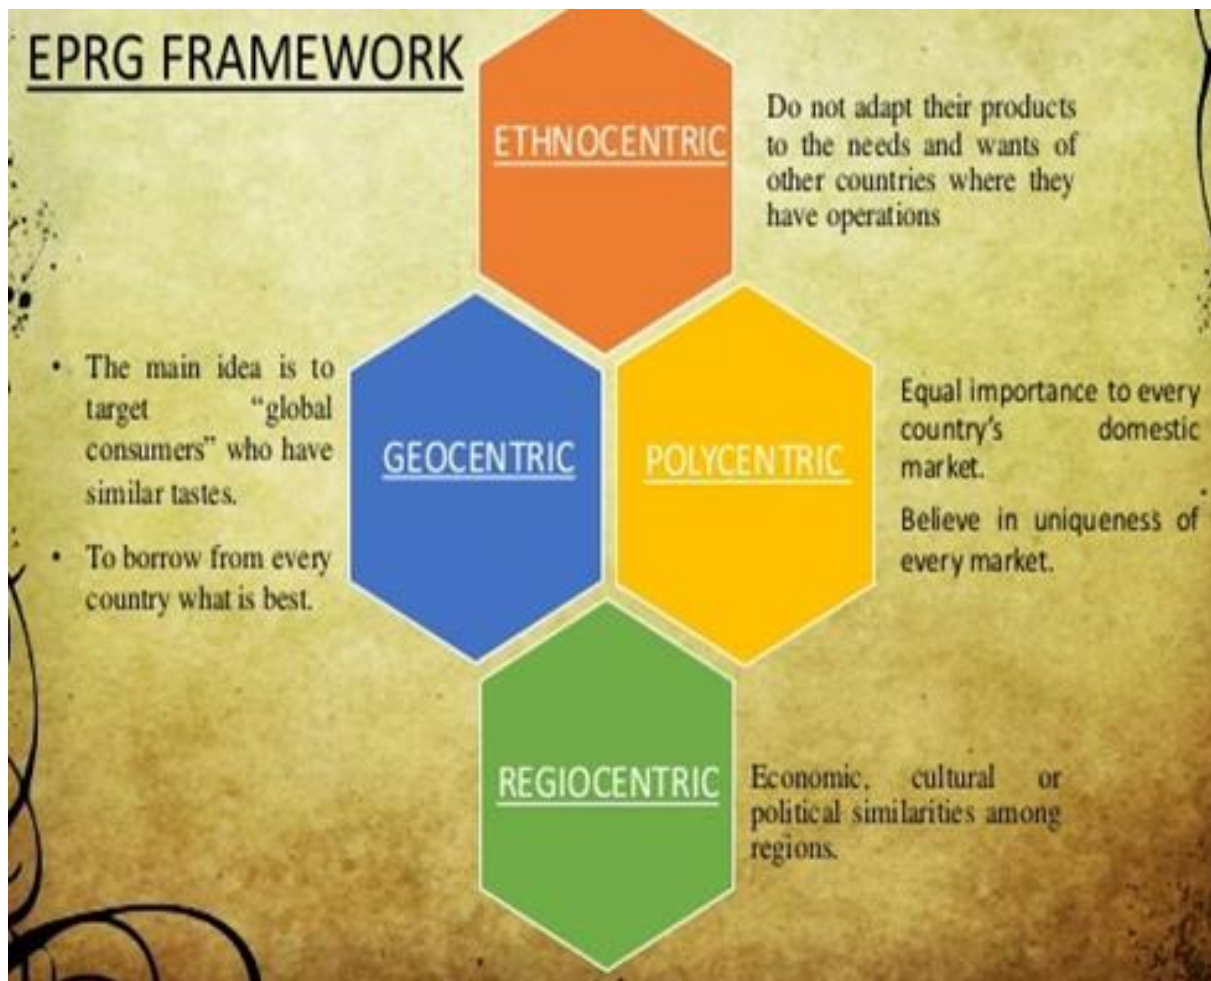 EPRG FRAMEWORK
ETHNOCENTRIC
Do not adapt their products
to the needs and wants of
other countries where they
have operations
• The main idea is to
target "global
consumers" who have
similar tastes.
• To borrow from every
country what is best.
GEOCENTRIC
POLYCENTRIC
Equal importance to every
country's domestic
market.
Believe in uniqueness of
every market.
REGIOCENTRIC
Economic, cultural or
political similarities among
regions.